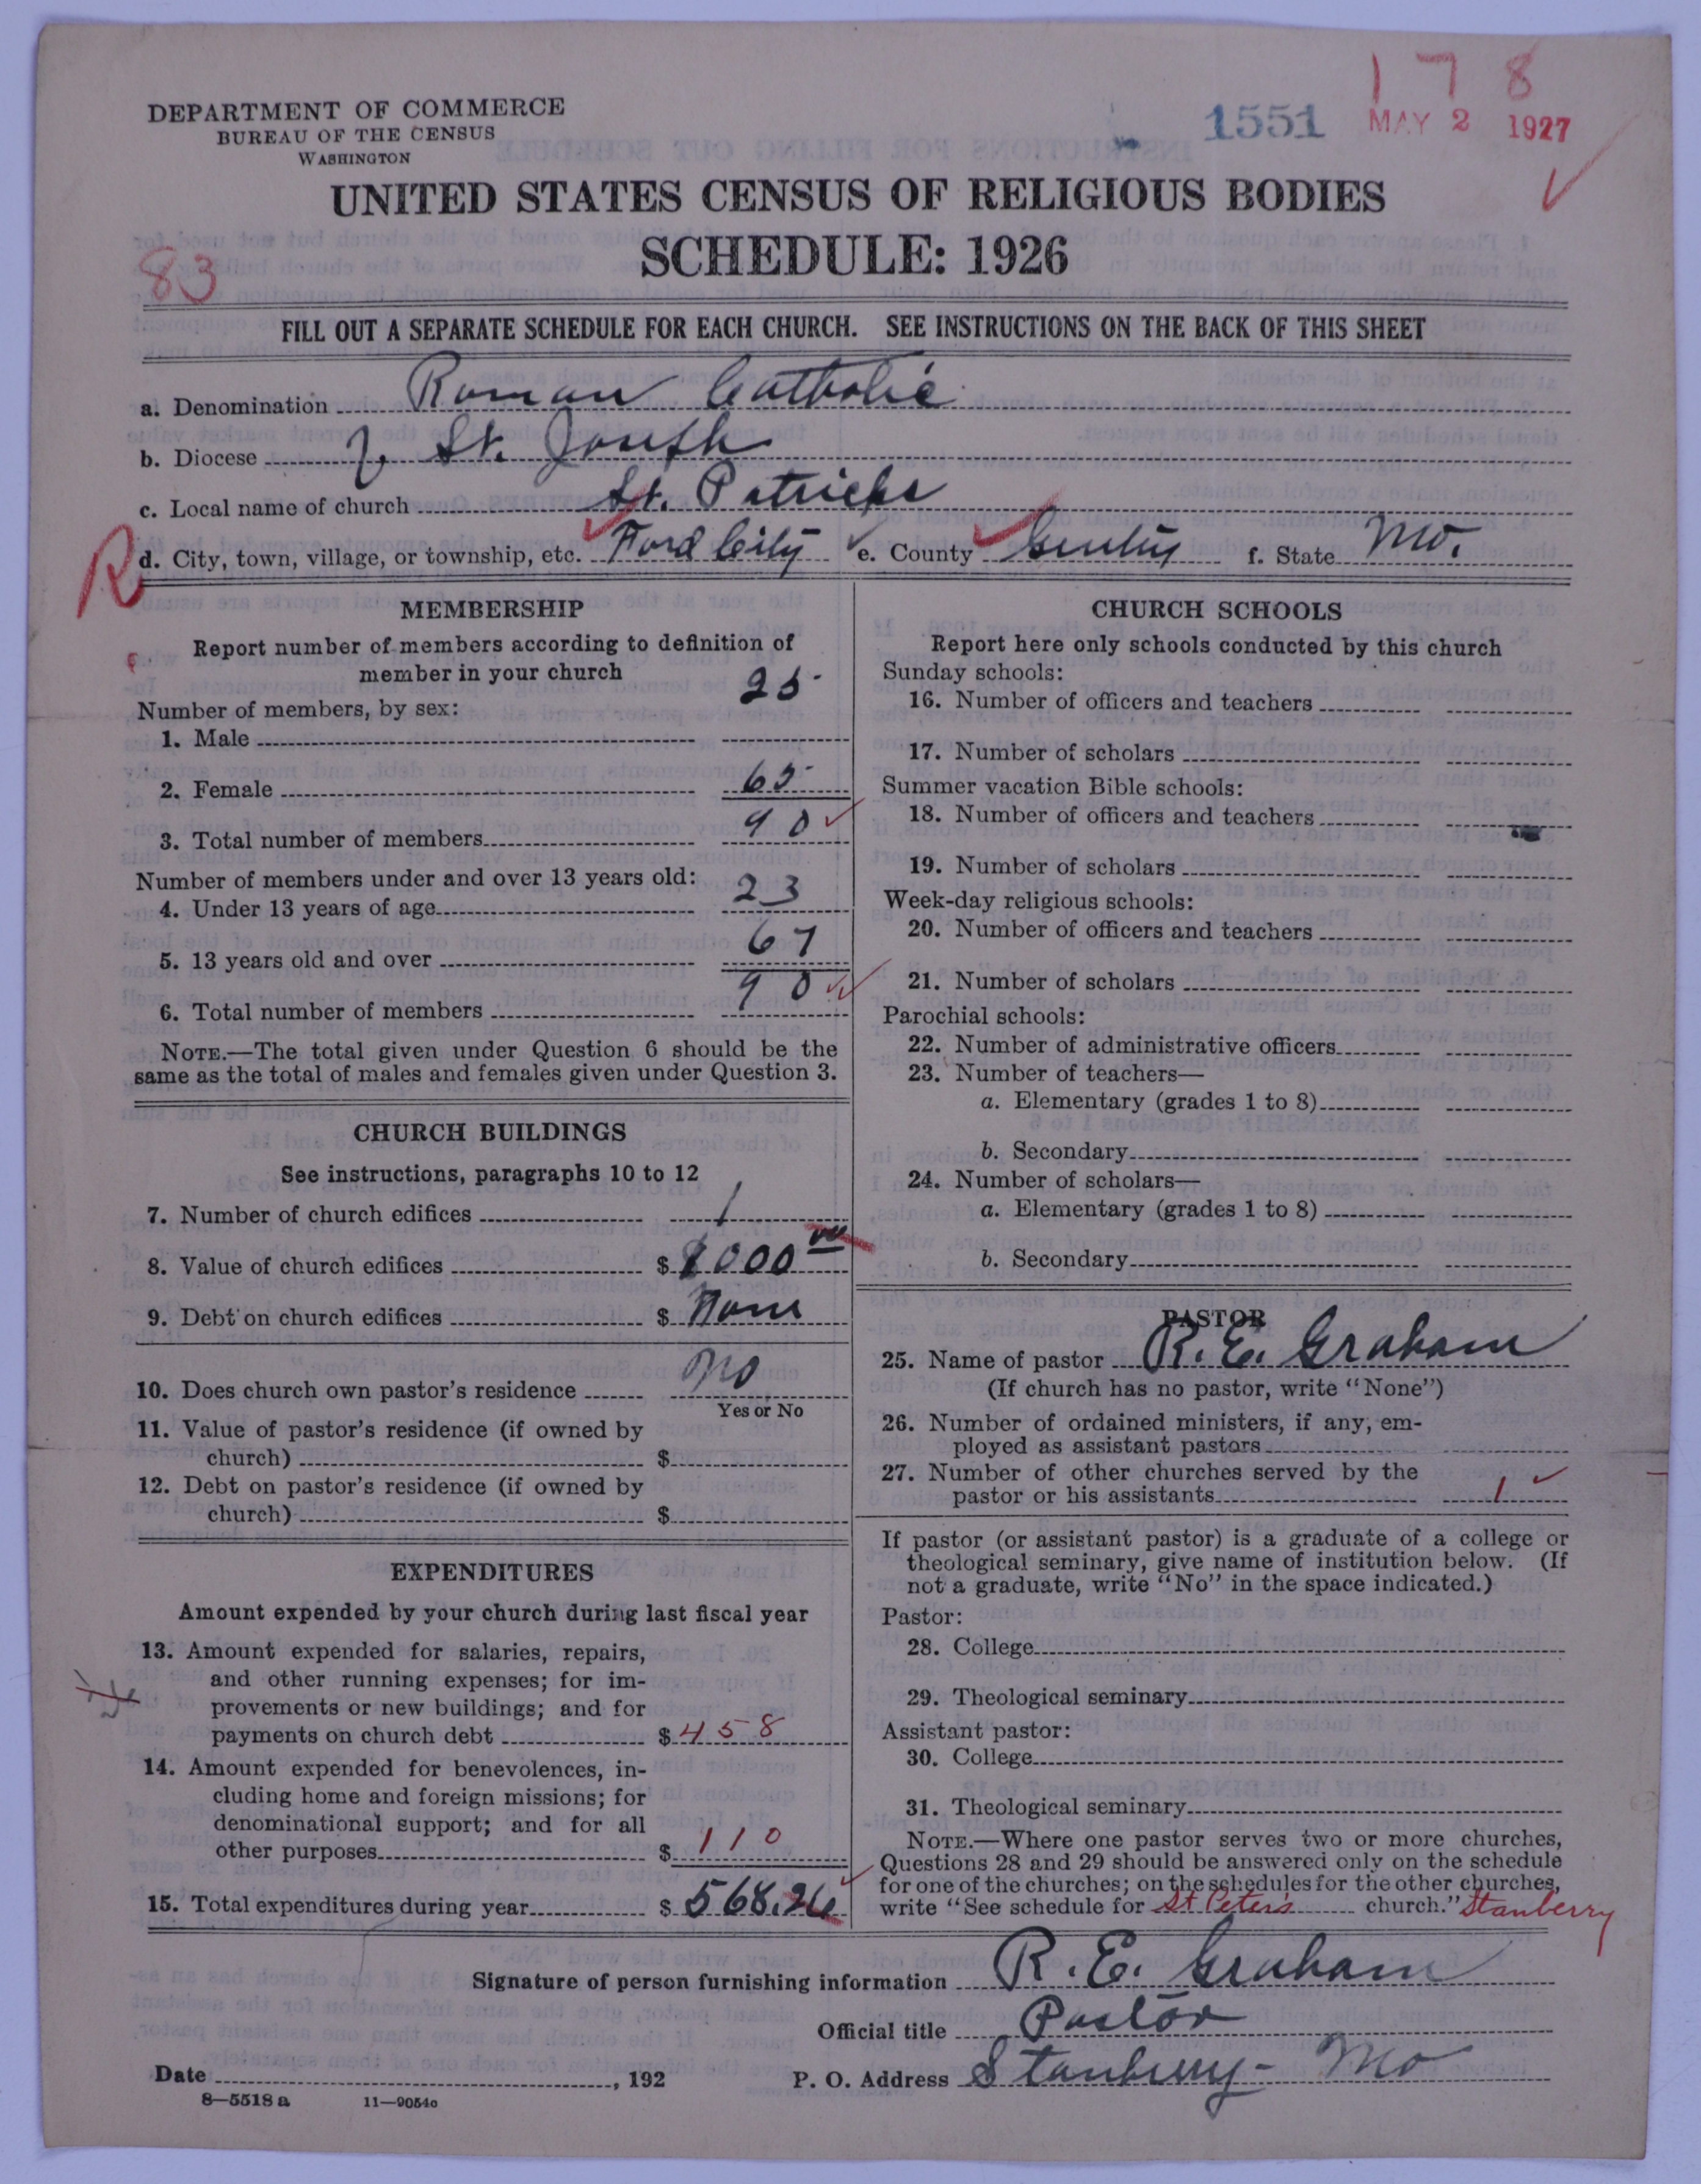 1 7 8
DEPARTMENT OF COMMERCE
BUREAU OF THE CENSUS
WASHINGTON
1551 MAY 2 1927
UNITED STATES CENSUS OF RELIGIOUS BODIES
SCHEDULE: 1926
83
FILL OUT A SEPARATE SCHEDULE FOR EACH CHURCH. SEE INSTRUCTIONS ON THE BACK OF THIS SHEET
a. Denomination Roman Catholic
b. Diocese of St. Joseph
c. Local name of church St. Patricks
R d. City, town, village, or township, etc. Ford City e. County Gentry f. State Mo.
MEMBERSHIP
Report number of members according to definition of
member in your church
Number of members, by sex:
1. Male 25
2. Female 65
3. Total number of members 90
Number of members under and over 13 years old:
4. Under 13 years of age 23
5. 13 years old and over 67
6. Total number of members 90
NOTE.—The total given under Question 6 should be the
same as the total of males and females given under Question 3.
CHURCH BUILDINGS
See instructions, paragraphs 10 to 12
7. Number of church edifices 1
8. Value of church edifices $ 8000 00
9. Debt on church edifices $ None
10. Does church own pastor's residence No
Yes or No
11. Value of pastor's residence (if owned by
church) $
12. Debt on pastor's residence (if owned by
church) $
EXPENDITURES
Amount expended by your church during last fiscal year
13. Amount expended for salaries, repairs,
and other running expenses; for im-
provements or new buildings; and for
payments on church debt $ 458
14. Amount expended for benevolences, in-
cluding home and foreign missions; for
denominational support; and for all
other purposes $ 110
15. Total expenditures during year $ 568.26
CHURCH SCHOOLS
Report here only schools conducted by this church
Sunday schools:
16. Number of officers and teachers
17. Number of scholars
Summer vacation Bible schools:
18. Number of officers and teachers
19. Number of scholars
Week-day religious schools:
20. Number of officers and teachers
21. Number of scholars
Parochial schools:
22. Number of administrative officers
23. Number of teachers—
a. Elementary (grades 1 to 8)
b. Secondary
24. Number of scholars—
a. Elementary (grades 1 to 8)
b. Secondary
PASTOR
25. Name of pastor R. E. Graham
(If church has no pastor, write "None")
26. Number of ordained ministers, if any, em-
ployed as assistant pastors
27. Number of other churches served by the
pastor or his assistants 1
If pastor (or assistant pastor) is a graduate of a college or
theological seminary, give name of institution below. (If
not a graduate, write "No" in the space indicated.)
Pastor:
28. College
29. Theological seminary
Assistant pastor:
30. College
31. Theological seminary
NOTE.—Where one pastor serves two or more churches,
Questions 28 and 29 should be answered only on the schedule
for one of the churches; on the schedules for the other churches,
write "See schedule for St Peter's church." Stanberry
Signature of person furnishing information R. E. Graham
Official title Pastor
Date , 192 P. O. Address Stanberry - Mo
8—5518 a 11—9054c